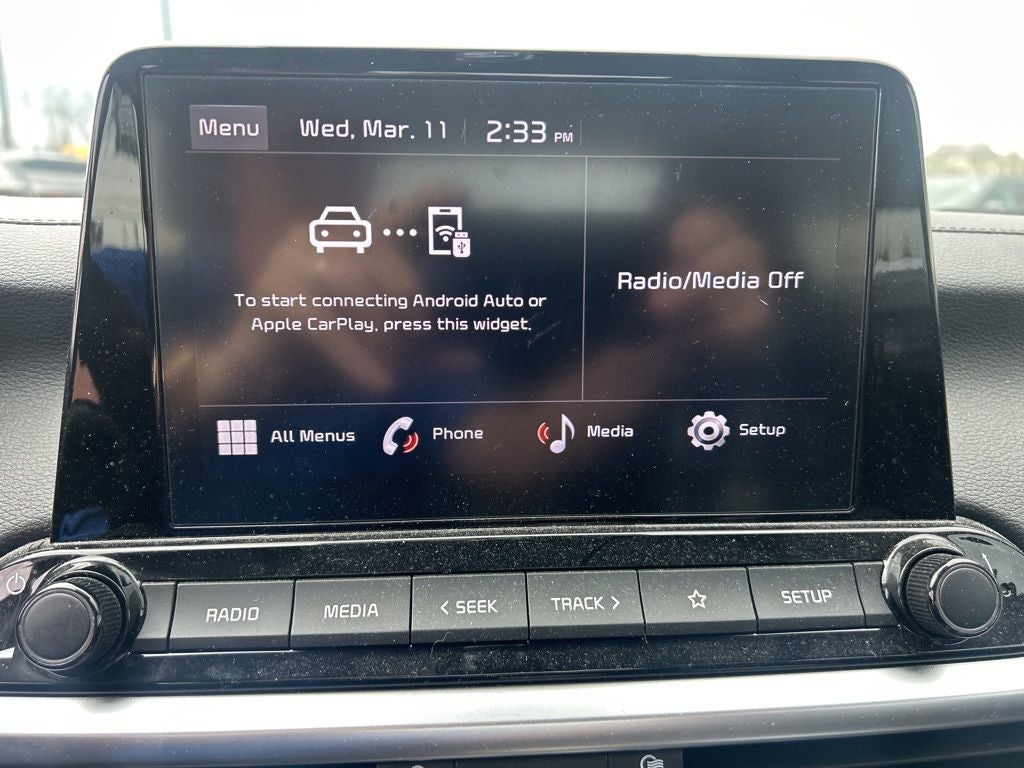 Menu Wed, Mar. 11 2:33 PM
To start connecting Android Auto or
Apple CarPlay, press this widget.
Radio/Media Off
All Menus Phone Media Setup
RADIO MEDIA < SEEK TRACK > SETUP